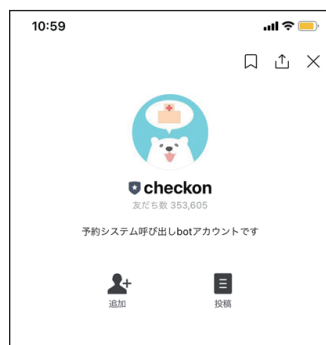 10:59
checkon
友だち数 353,605
予約システム呼び出しbotアカウントです
追加
投稿